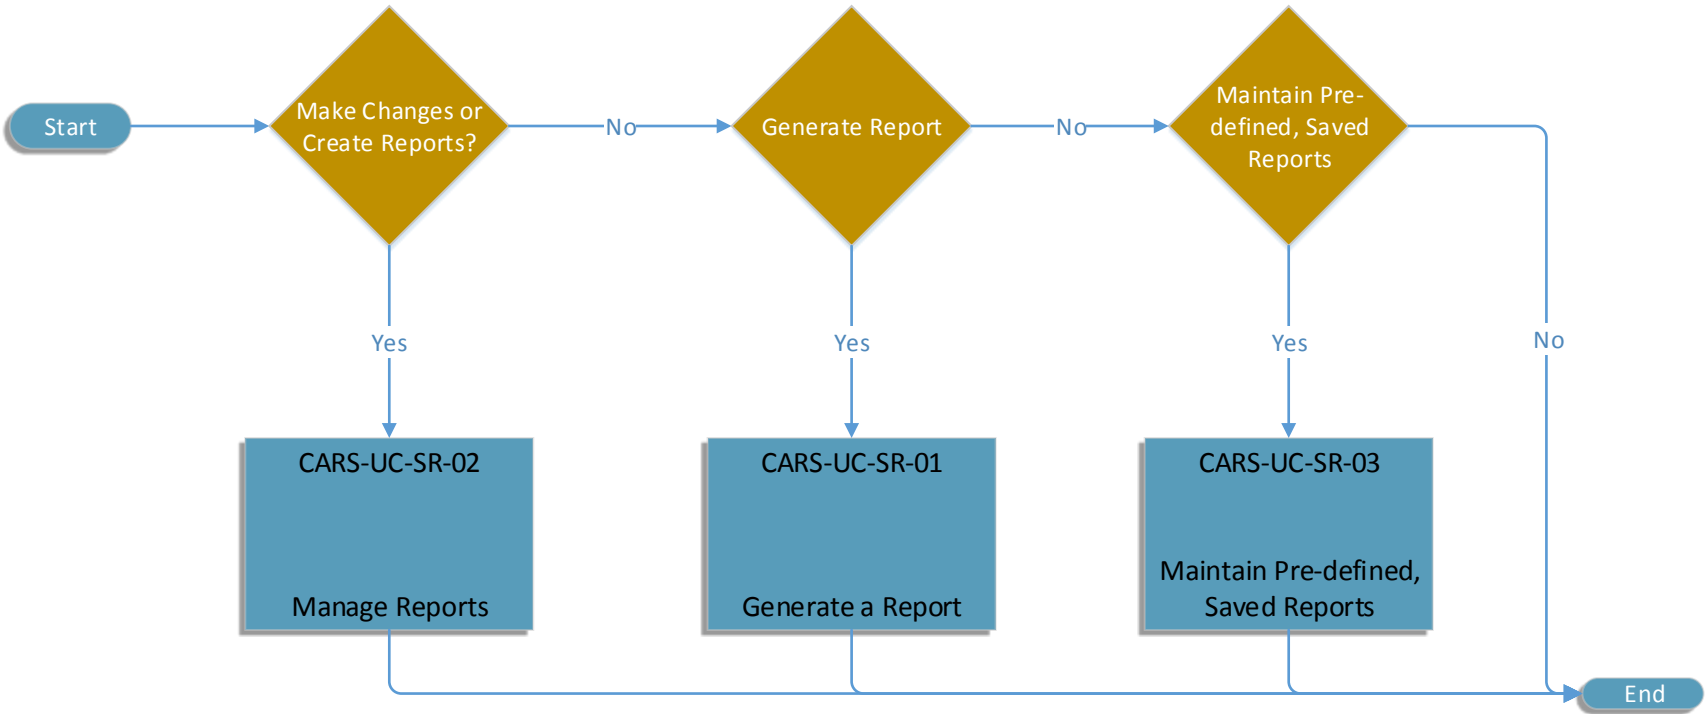 Start
Make Changes or
Create Reports?
No
Generate Report
No
Maintain Pre-
defined, Saved
Reports
Yes
Yes
Yes
No
CARS-UC-SR-02
Manage Reports
CARS-UC-SR-01
Generate a Report
CARS-UC-SR-03
Maintain Pre-defined,
Saved Reports
End